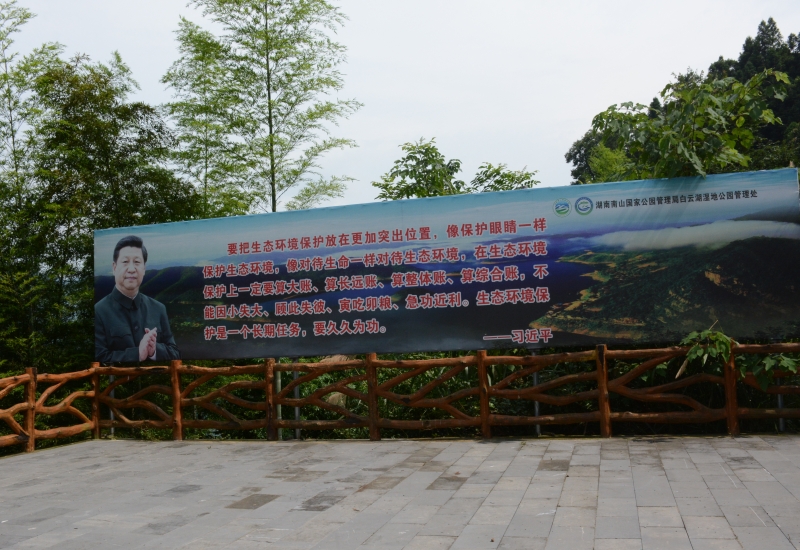 湖南南山国家公园管理局白云湖湿地公园管理处
要把生态环境保护放在更加突出位置，像保护眼睛一样
保护生态环境，像对待生命一样对待生态环境，在生态环境
保护上一定要算大账、算长远账、算整体账、算综合账，不
能因小失大、顾此失彼、寅吃卯粮、急功近利。生态环境保
护是一个长期任务，要久久为功。
——习近平